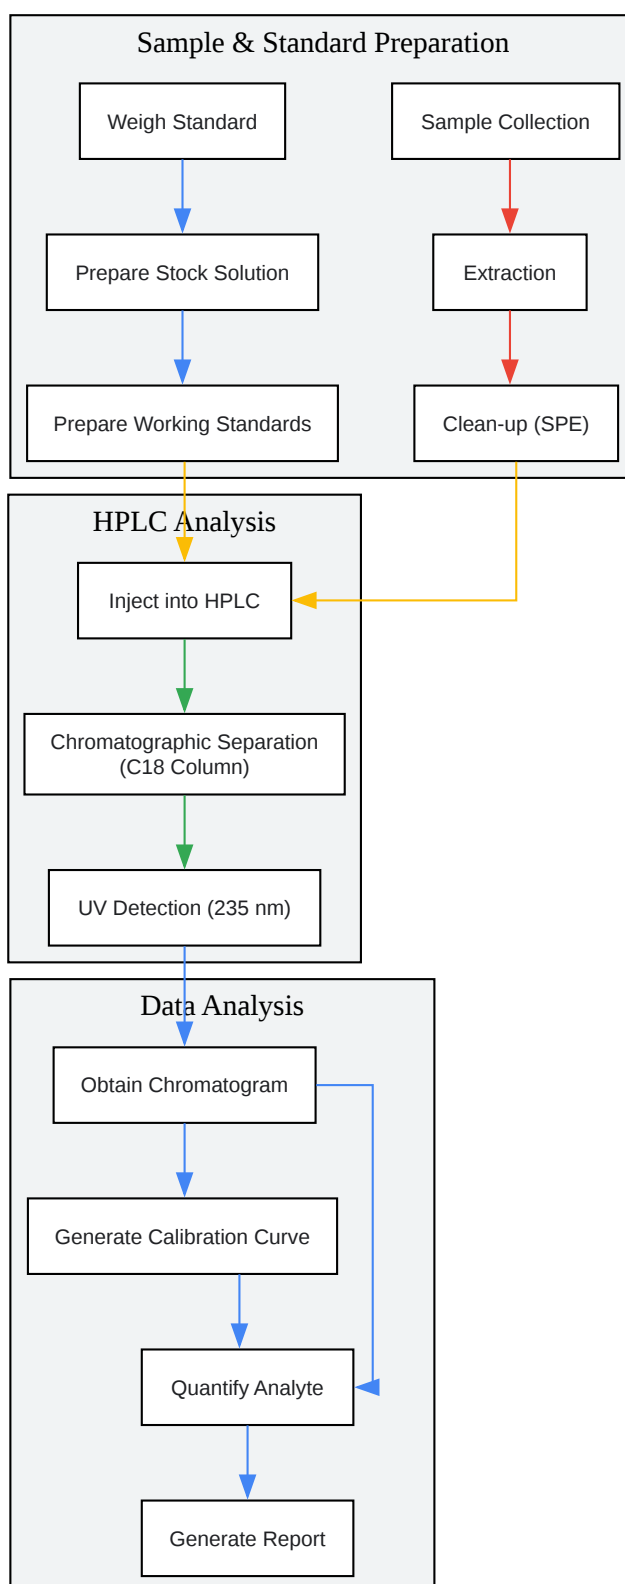 Sample & Standard Preparation
Weigh Standard
Sample Collection
Prepare Stock Solution
Extraction
Prepare Working Standards
Clean-up (SPE)
HPLC Analysis
Inject into HPLC
Chromatographic Separation
(C18 Column)
UV Detection (235 nm)
Data Analysis
Obtain Chromatogram
Generate Calibration Curve
Quantify Analyte
Generate Report